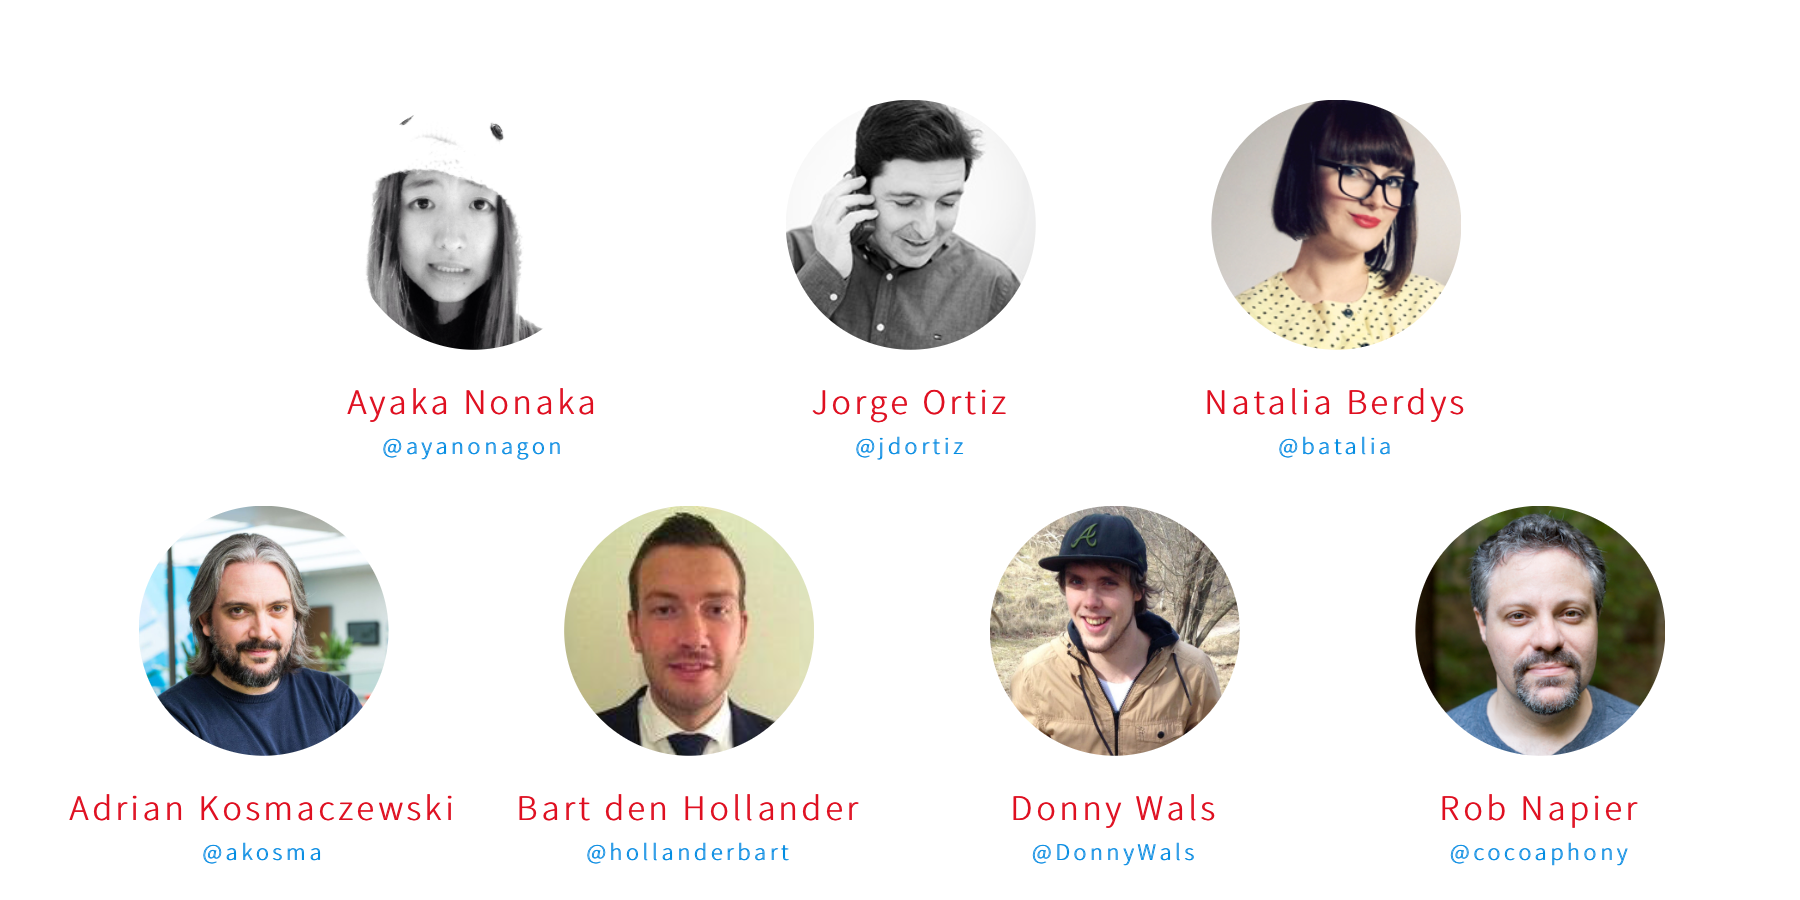 Ayaka Nonaka
@ayanonagon
Jorge Ortiz
@jdortiz
Natalia Berdys
@batalia
Adrian Kosmaczewski
@akosma
Bart den Hollander
@hollanderbart
Donny Wals
@DonnyWals
Rob Napier
@cocoaphony